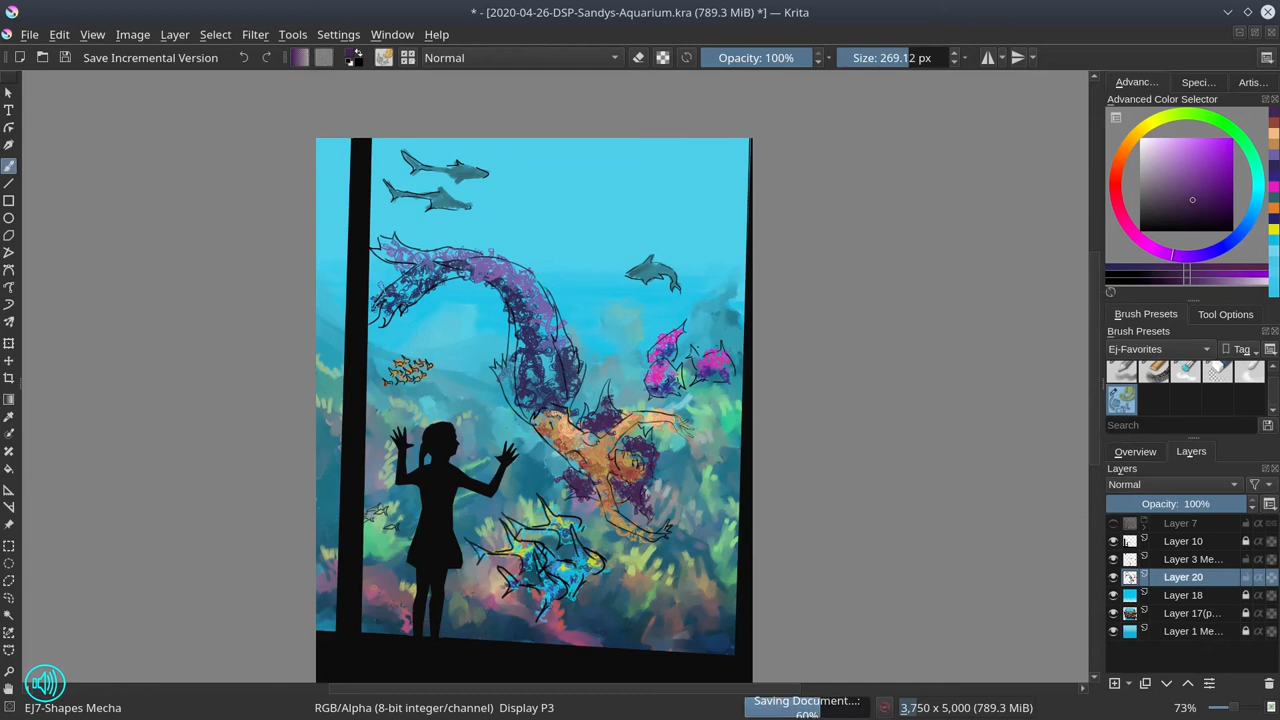 * - [2020-04-26-DSP-Sandys-Aquarium.kra (789.3 MiB) *] — Krita
File Edit View Image Layer Select Filter Tools Settings Window Help
Save Incremental Version Normal Opacity: 100% Size: 269.12 px
Advanc... Speci... Artis...
Advanced Color Selector
Brush Presets Tool Options
Brush Presets
Ej-Favorites Tag
Search
Overview Layers
Layers
Normal
Opacity: 100%
Layer 7
Layer 10
Layer 3 Me...
Layer 20
Layer 18
Layer 17(p...
Layer 1 Me...
EJ7-Shapes Mecha RGB/Alpha (8-bit integer/channel) Display P3 Saving Document...: 60% 3,750 x 5,000 (789.3 MiB) 73%